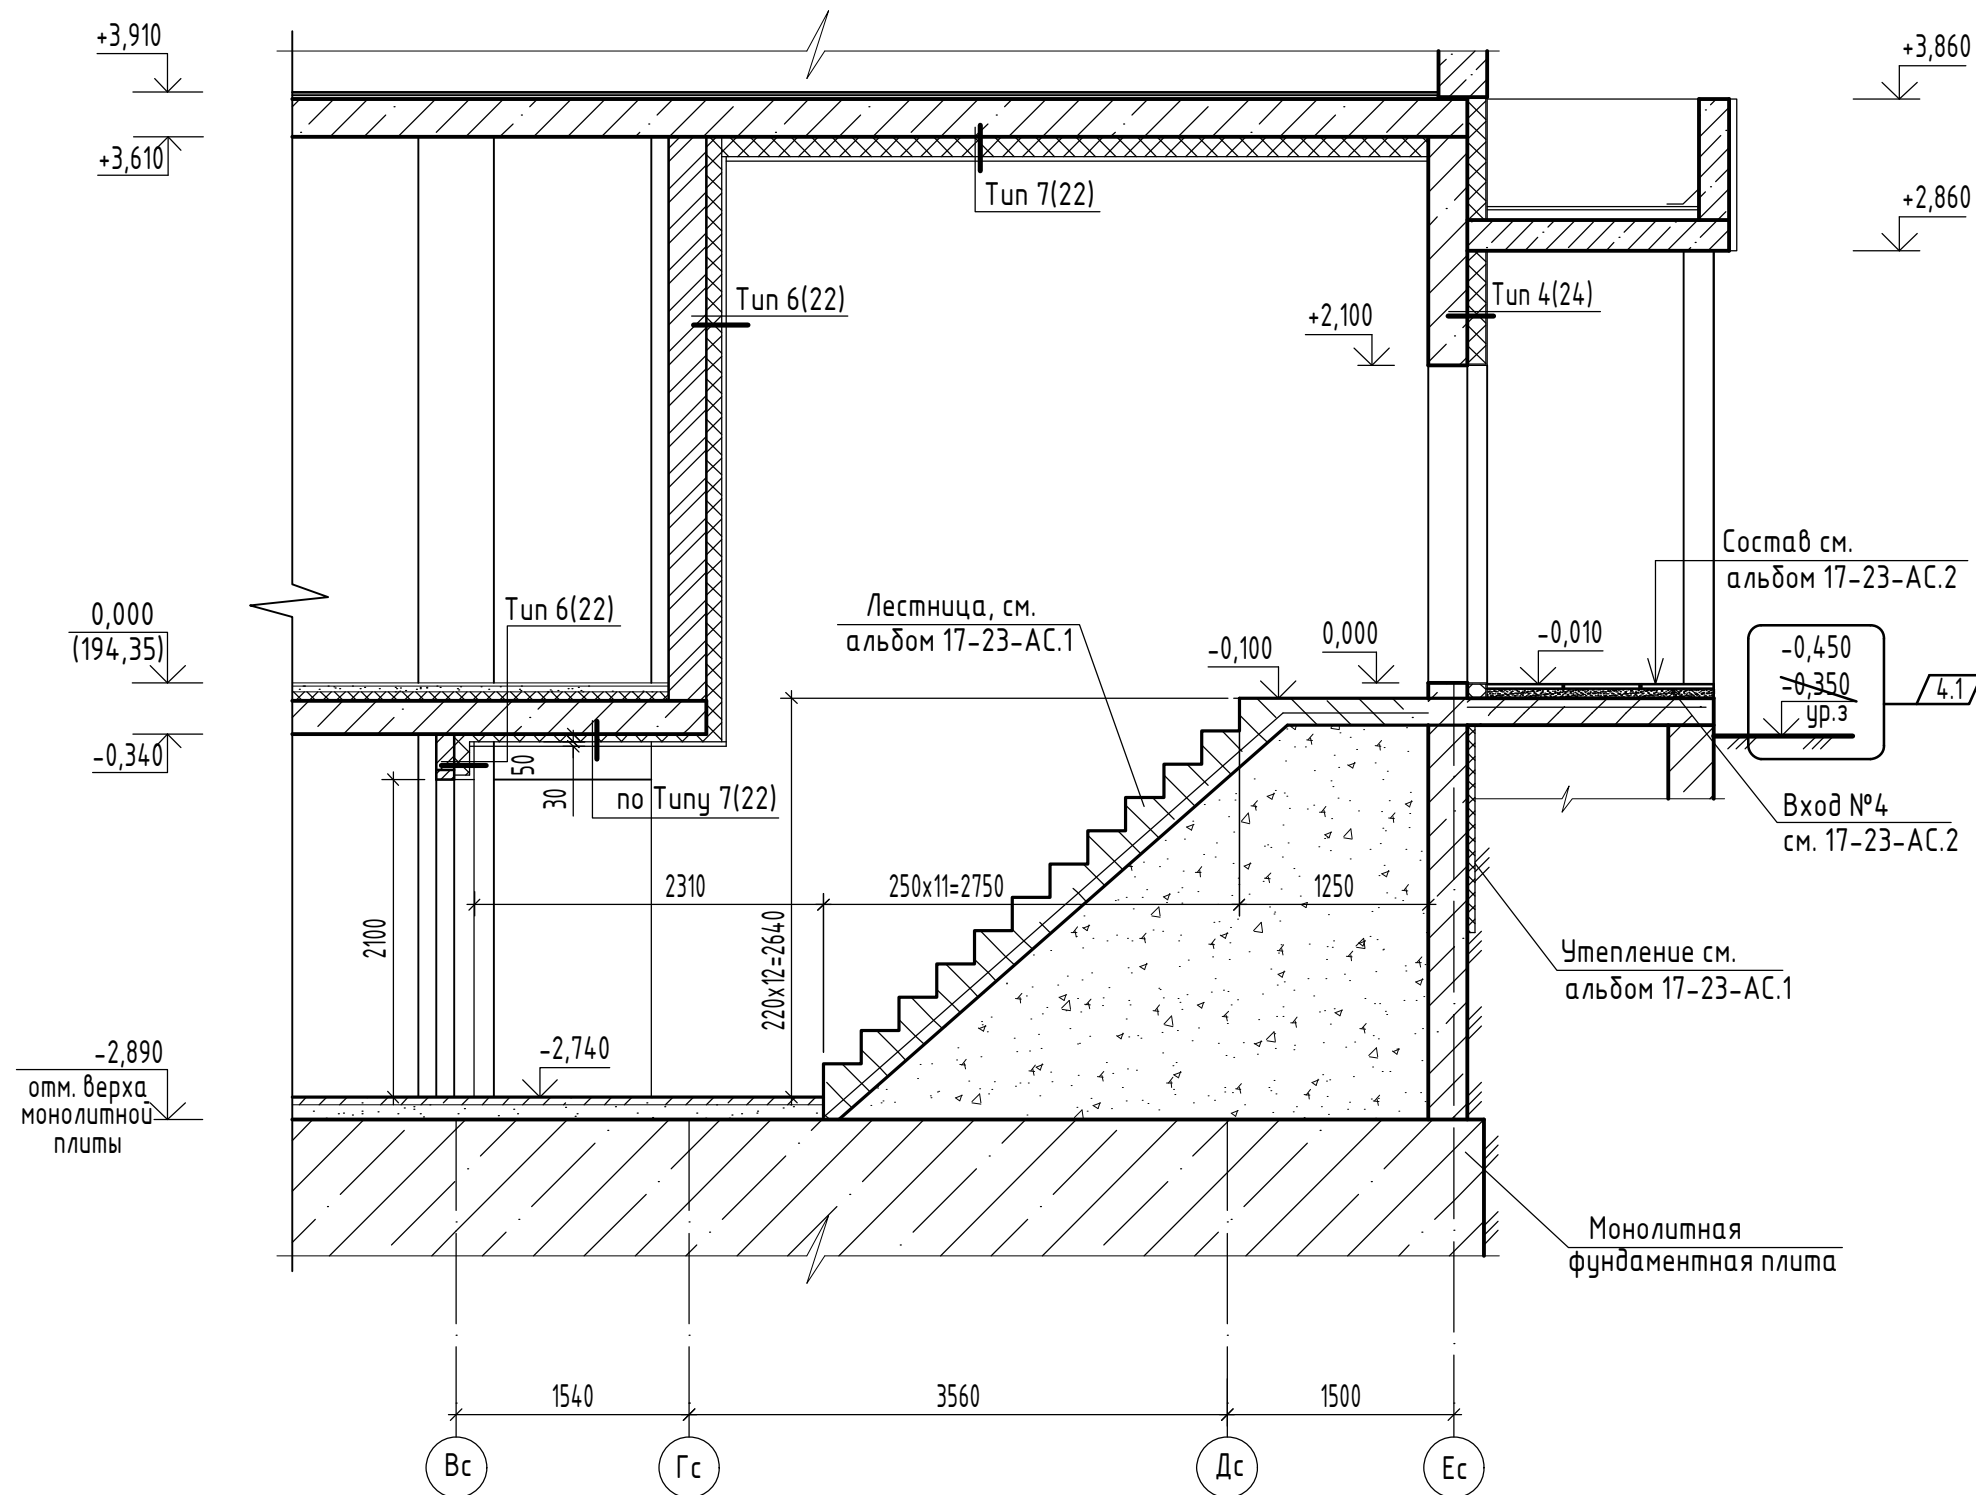 +3,910
+3,860
+3,610
Тип 7(22)
+2,860
Тип 6(22)
Тип 4(24)
+2,100
Состав см.
альбом 17-23-АС.2
0,000
(194,35)
Тип 6(22)
Лестница, см.
альбом 17-23-АС.1
-0,100
0,000
-0,010
-0,450
-0,350
ур.з
4.1
-0,340
50
30
по Типу 7(22)
Вход №4
см. 17-23-АС.2
2310
250х11=2750
1250
2100
220х12=2640
Утепление см.
альбом 17-23-АС.1
-2,890
отм. верха
монолитной
плиты
-2,740
Монолитная
фундаментная плита
1540
3560
1500
Вс
Гс
Дс
Ес